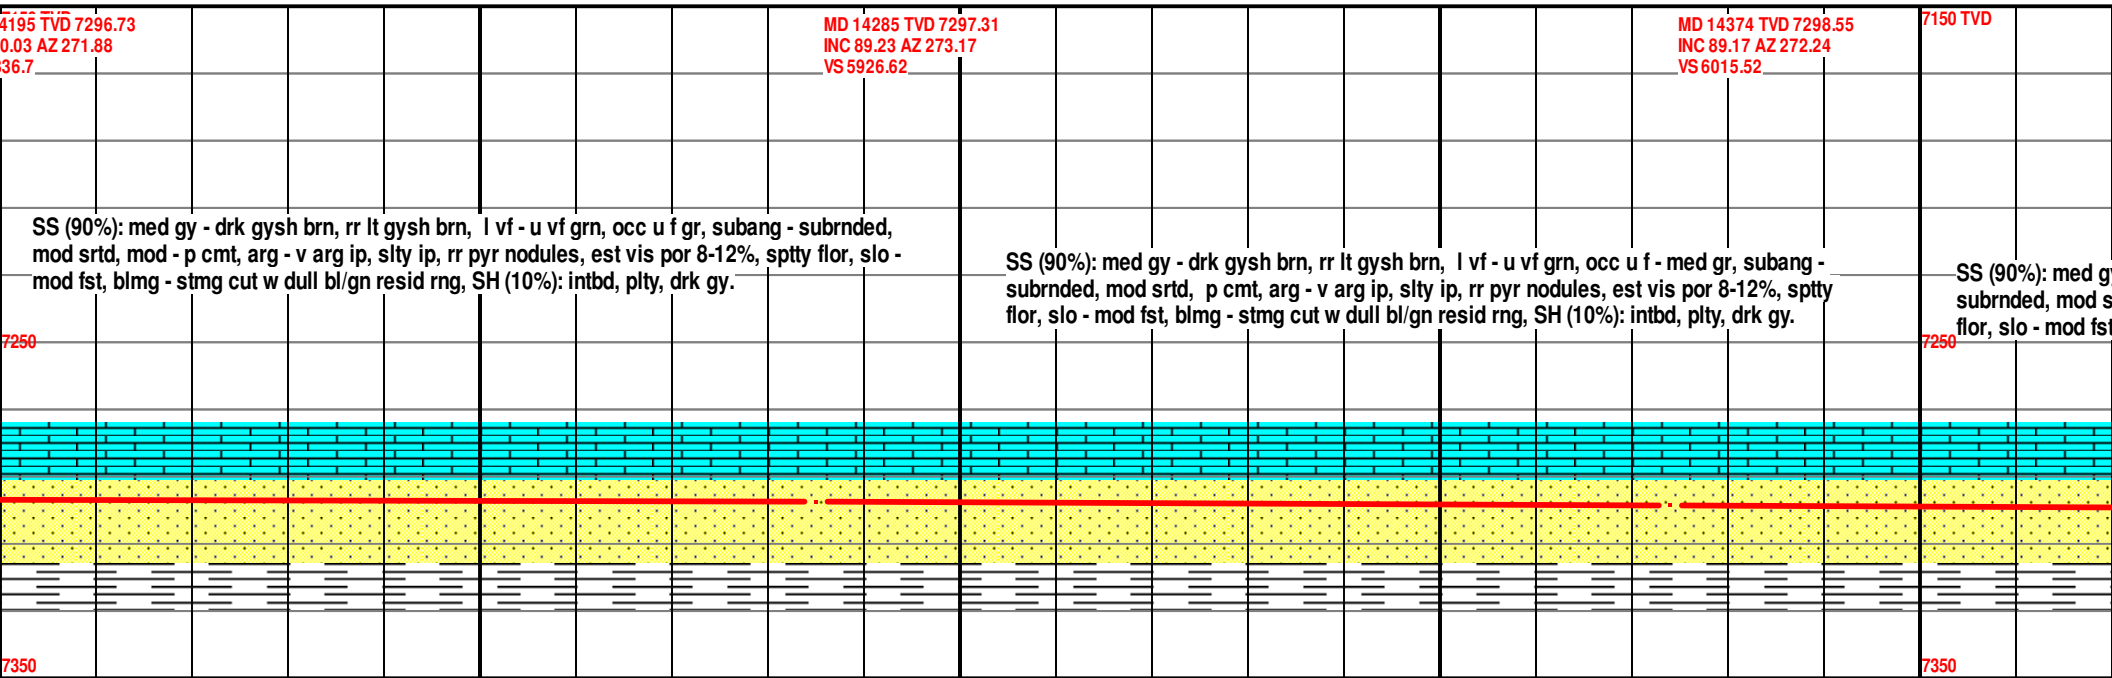 4195 TVD 7296.73
0.03 AZ 271.88
36.7
MD 14285 TVD 7297.31
INC 89.23 AZ 273.17
VS 5926.62
MD 14374 TVD 7298.55
INC 89.17 AZ 272.24
VS 6015.52
7150 TVD
SS (90%): med gy - drk gysh brn, rr lt gysh brn, l vf - u vf grn, occ u f gr, subang - subrnded,
mod srtd, mod - p cmt, arg - v arg ip, slty ip, rr pyr nodules, est vis por 8-12%, sptty flor, slo -
mod fst, blmg - stmg cut w dull bl/gn resid rng, SH (10%): intbd, plty, drk gy.
SS (90%): med gy - drk gysh brn, rr lt gysh brn, l vf - u vf grn, occ u f - med gr, subang -
subrnded, mod srtd, p cmt, arg - v arg ip, slty ip, rr pyr nodules, est vis por 8-12%, sptty
flor, slo - mod fst, blmg - stmg cut w dull bl/gn resid rng, SH (10%): intbd, plty, drk gy.
SS (90%): med gy
subrnded, mod s
flor, slo - mod fst
7250
7250
7350
7350